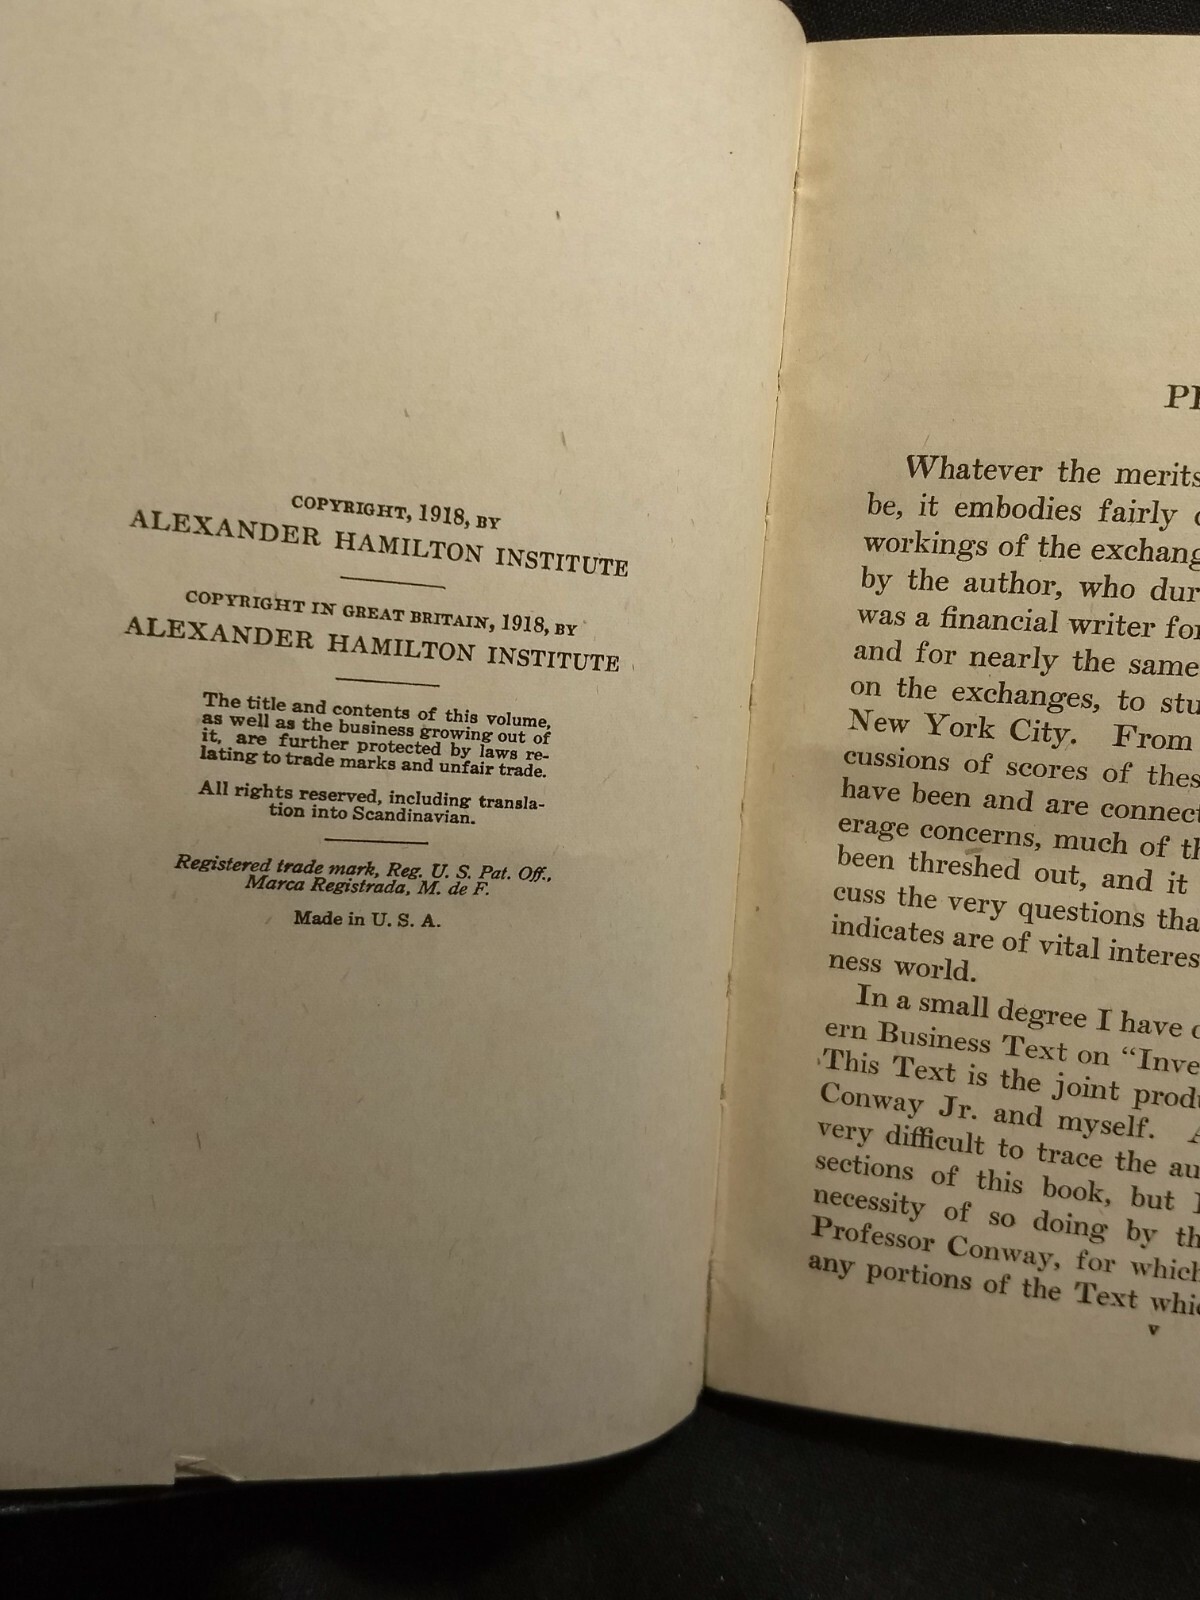 COPYRIGHT, 1918, BY
ALEXANDER HAMILTON INSTITUTE
COPYRIGHT IN GREAT BRITAIN, 1918, BY
ALEXANDER HAMILTON INSTITUTE
The title and contents of this volume,
as well as the business growing out of
it, are further protected by laws re-
lating to trade marks and unfair trade.
All rights reserved, including transla-
tion into Scandinavian.
Registered trade mark, Reg. U. S. Pat. Off.,
Marca Registrada, M. de F.
Made in U. S. A.
Whatever the merits
be, it embodies fairly
workings of the exchang
by the author, who dur
was a financial writer for
and for nearly the same
on the exchanges, to stu
New York City. From
cussions of scores of thes
have been and are connect
erage concerns, much of th
been threshed out, and it
cuss the very questions tha
indicates are of vital interes
ness world.
In a small degree I have
ern Business Text on “Inve
This Text is the joint produ
Conway Jr. and myself.
very difficult to trace the au
sections of this book, but
necessity of so doing by th
Professor Conway, for which
any portions of the Text whic
v